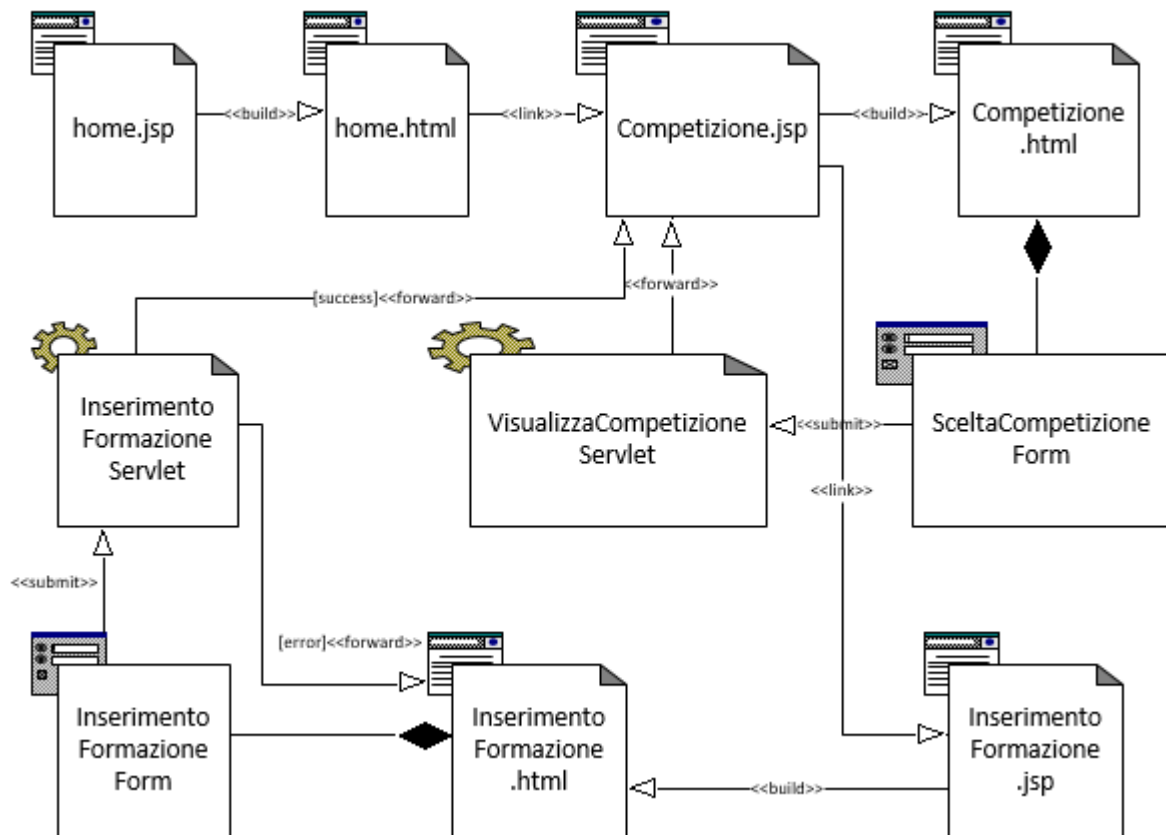 home.jsp
<<build>>
home.html
<<link>>
Competizione.jsp
<<build>>
Competizione
.html
[success]<<forward>>
<<forward>>
Inserimento
Formazione
Servlet
VisualizzaCompetizione
Servlet
<<submit>>
SceltaCompetizione
Form
<<link>>
<<submit>>
[error]<<forward>>
Inserimento
Formazione
Form
Inserimento
Formazione
.html
<<build>>
Inserimento
Formazione
.jsp